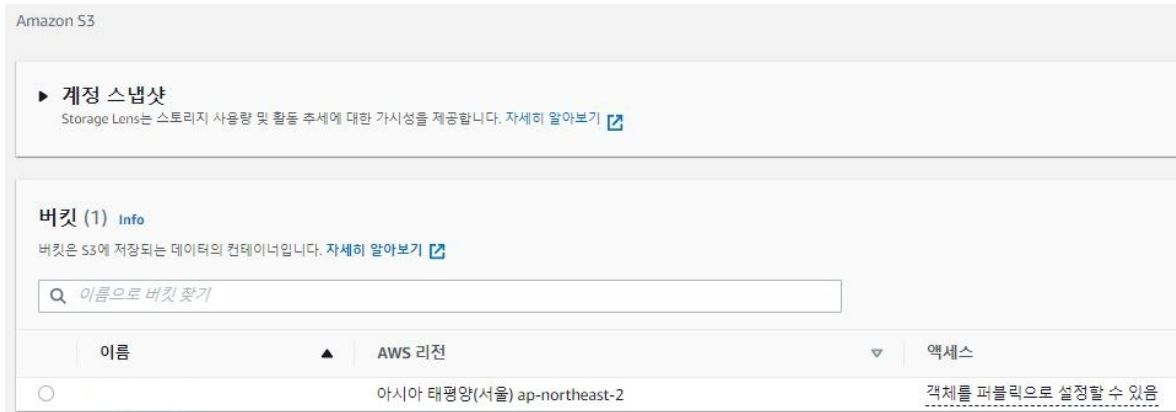 Amazon S3
계정 스냅샷
Storage Lens는 스토리지 사용량 및 활동 추세에 대한 가시성을 제공합니다. 자세히 알아보기
버킷 (1) Info
버킷은 S3에 저장되는 데이터의 컨테이너입니다. 자세히 알아보기
이름으로 버킷 찾기
이름 AWS 리전 액세스
아시아 태평양(서울) ap-northeast-2 객체를 퍼블릭으로 설정할 수 있음